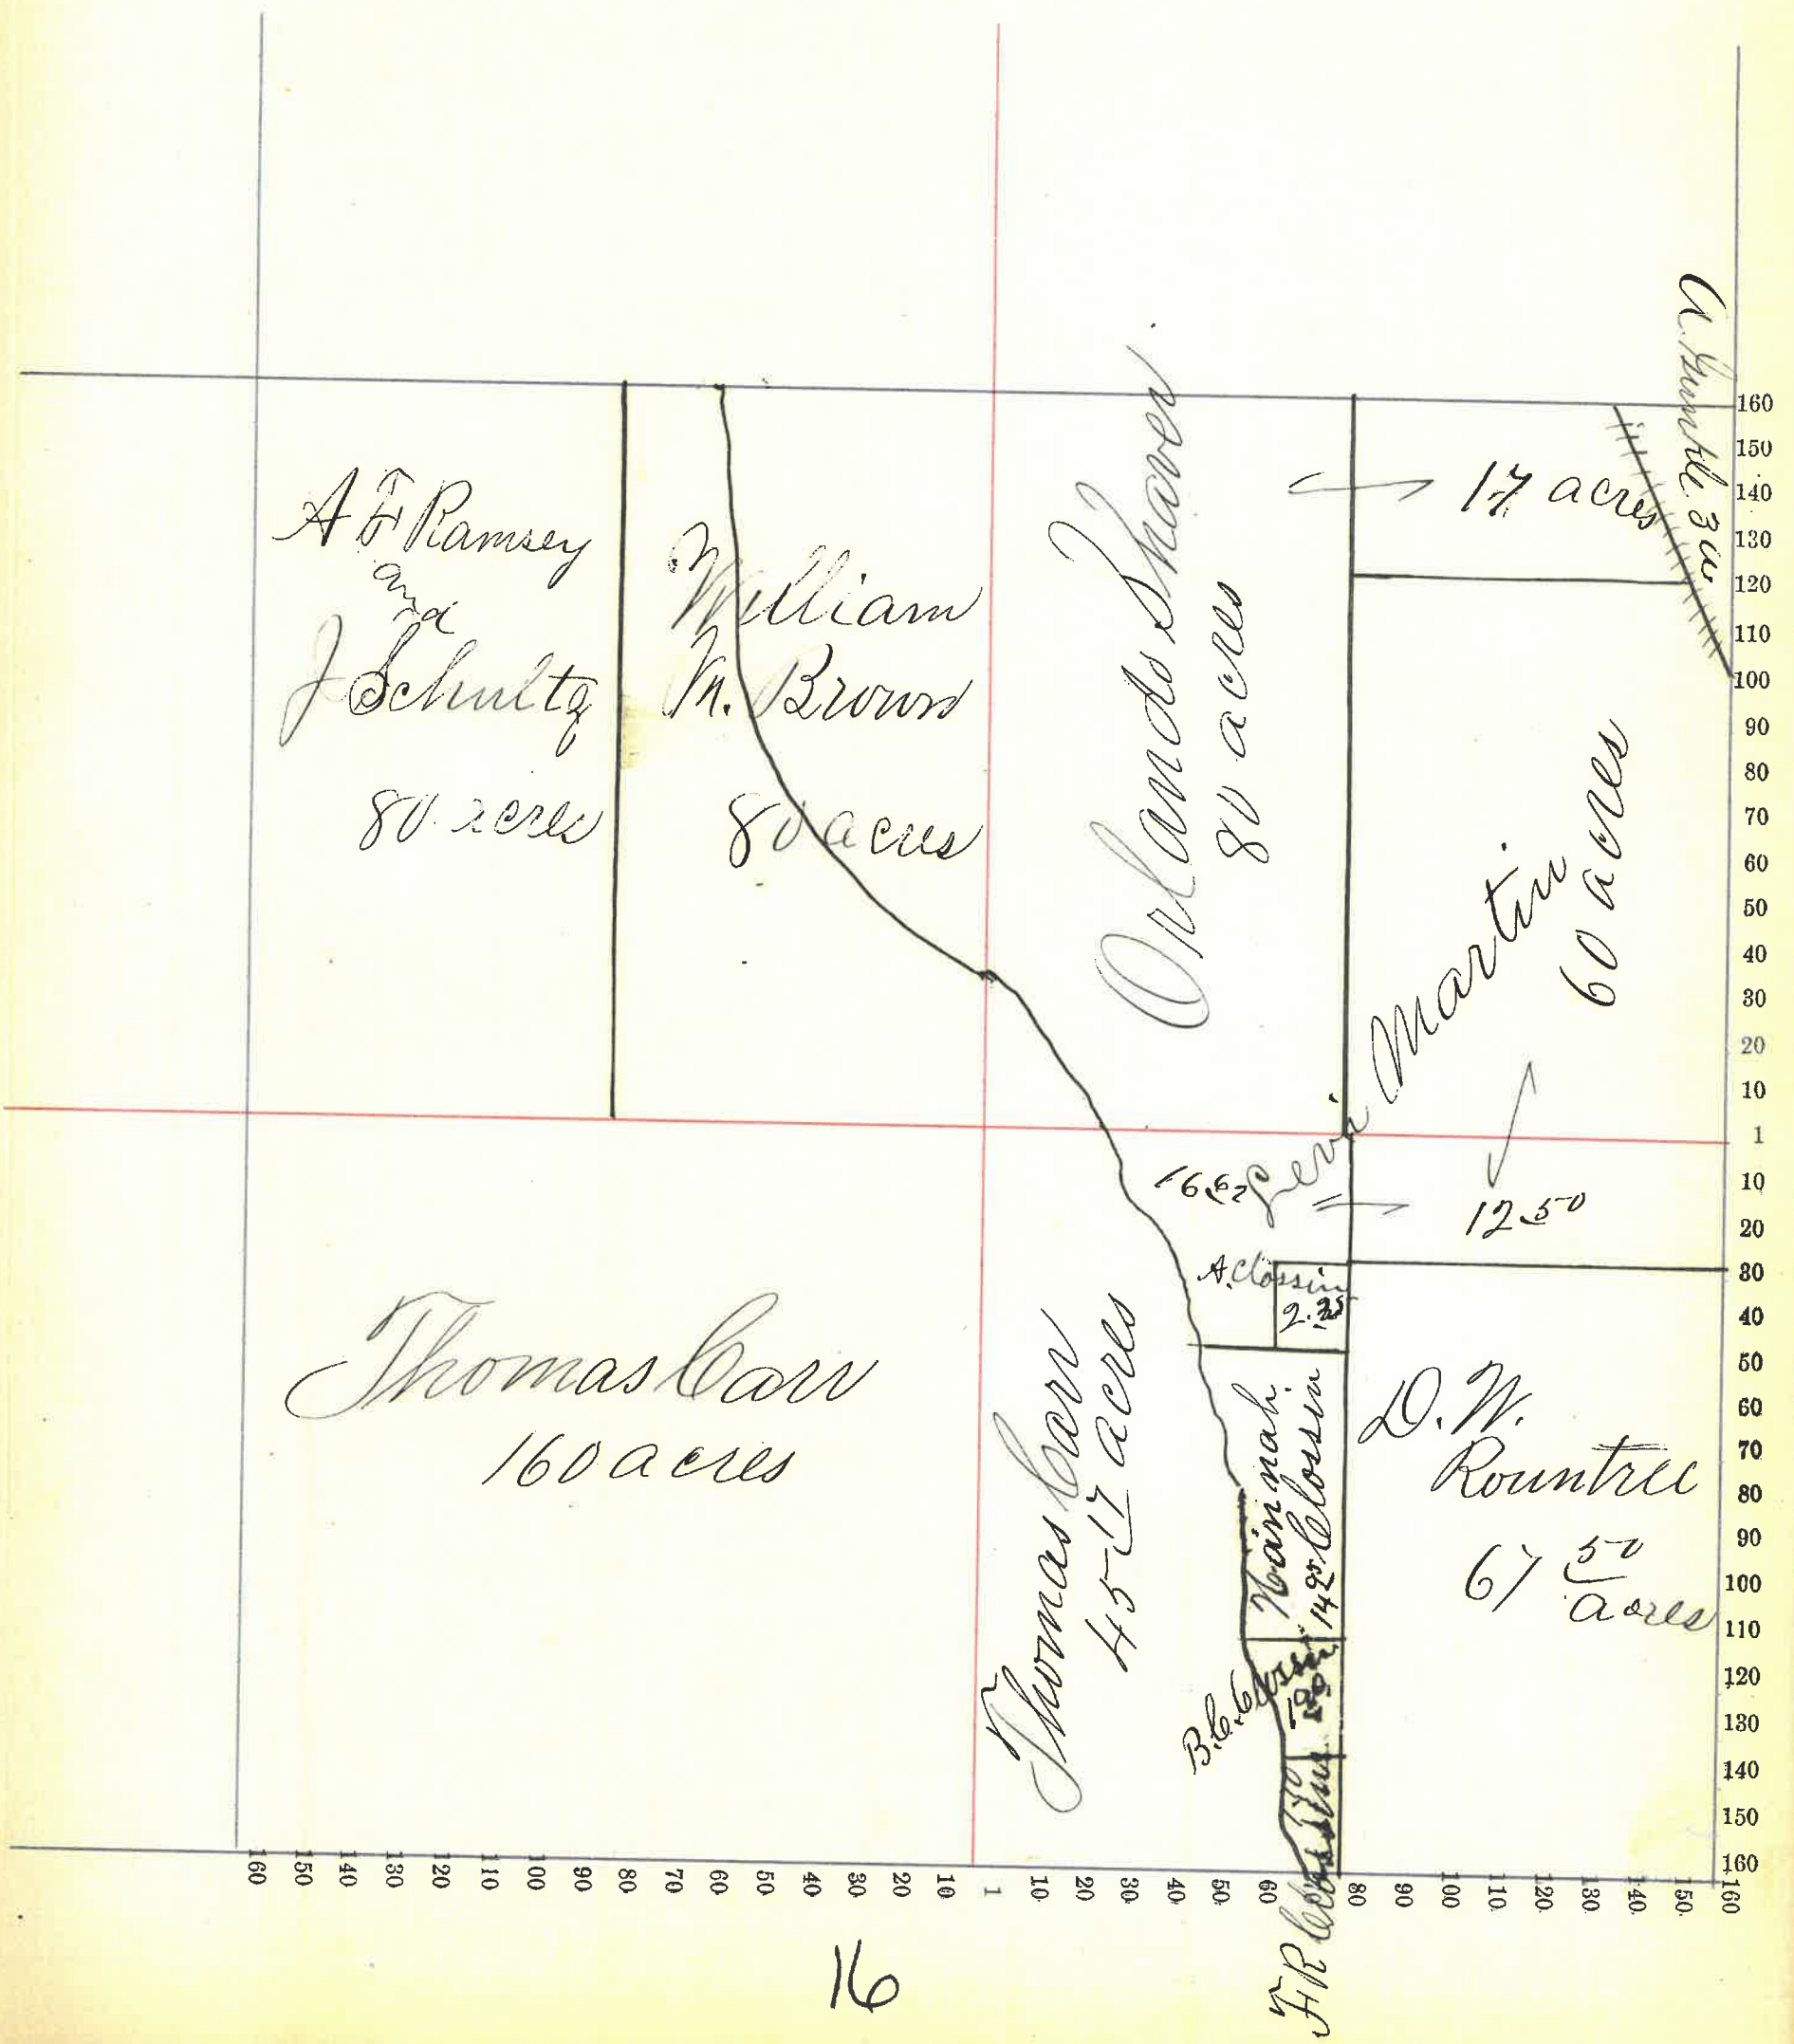 A F Ramsey
and
J Schultz
80 acres
William
M. Brown
80 acres
Orlando Shaver
80 acres
17 acres
3 ac
Levi Martin
60 acres
16.62
12 50
A. Clossin
2.25
Thomas Carr
160 acres
Thomas Carr
45 17 acres
Hannah
Clossin
14 25
D. W.
Rountree
67 50
acres
B. C. Clossin
F R Clossin
160
150
140
130
120
110
100
90
80
70
60
50
40
30
20
10
1
10
20
80
40
50
60
70
80
90
100
110
120
130
140
150
160
160 150 140 130 120 110 100 90 80 70 60 50 40 30 20 10 1 10 20 30 40 50 60 80 90 100 110 120 130 140 150 160
16